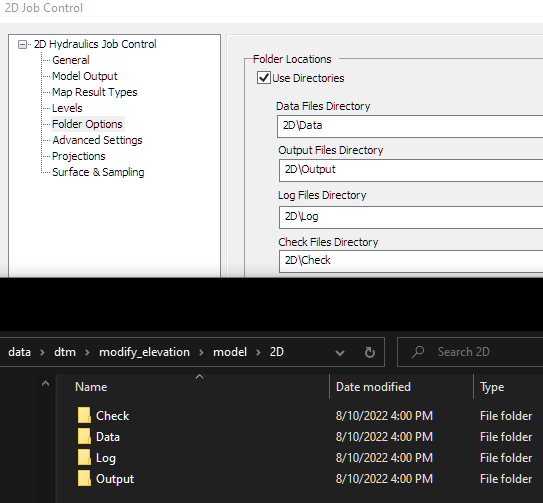 2D Job Control
2D Hydraulics Job Control
General
Model Output
Map Result Types
Levels
Folder Options
Advanced Settings
Projections
Surface & Sampling
Folder Locations
Use Directories
Data Files Directory
2D\Data
Output Files Directory
2D\Output
Log Files Directory
2D\Log
Check Files Directory
2D\Check
data > dtm > modify_elevation > model > 2D
Search 2D
Name Date modified Type
Check 8/10/2022 4:00 PM File folder
Data 8/10/2022 4:00 PM File folder
Log 8/10/2022 4:00 PM File folder
Output 8/10/2022 4:00 PM File folder